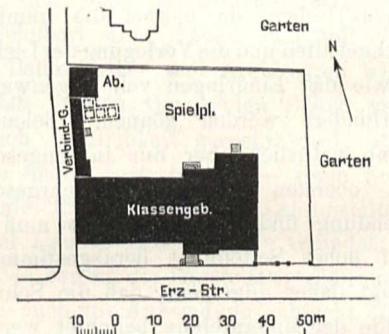 Garten
N
Ab.
Spielpl.
Verbind-G.
Garten
Klassengeb.
Erz - Str.
10 0 10 20 30 40 50m